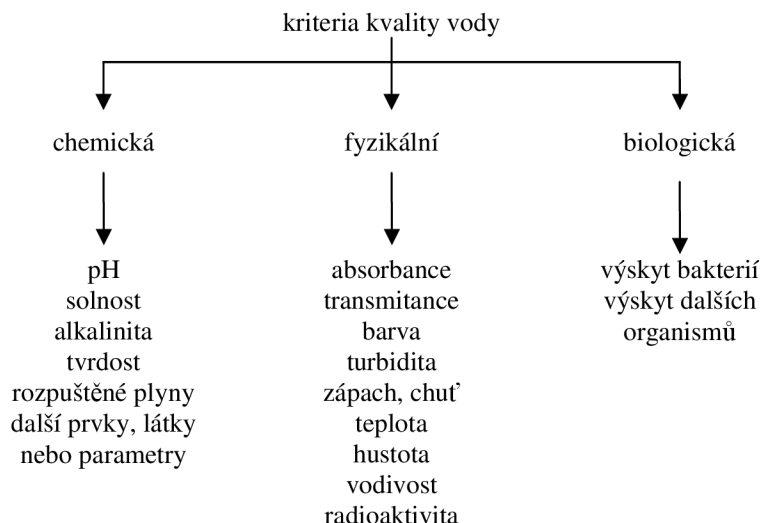 kriteria kvality vody
chemická
fyzikální
biologická
pH
solnost
alkalinita
tvrdost
rozpuštěné plyny
další prvky, látky
nebo parametry
absorbance
transmitance
barva
turbidita
zápach, chuť
teplota
hustota
vodivost
radioaktivita
výskyt bakterií
výskyt dalších
organismů